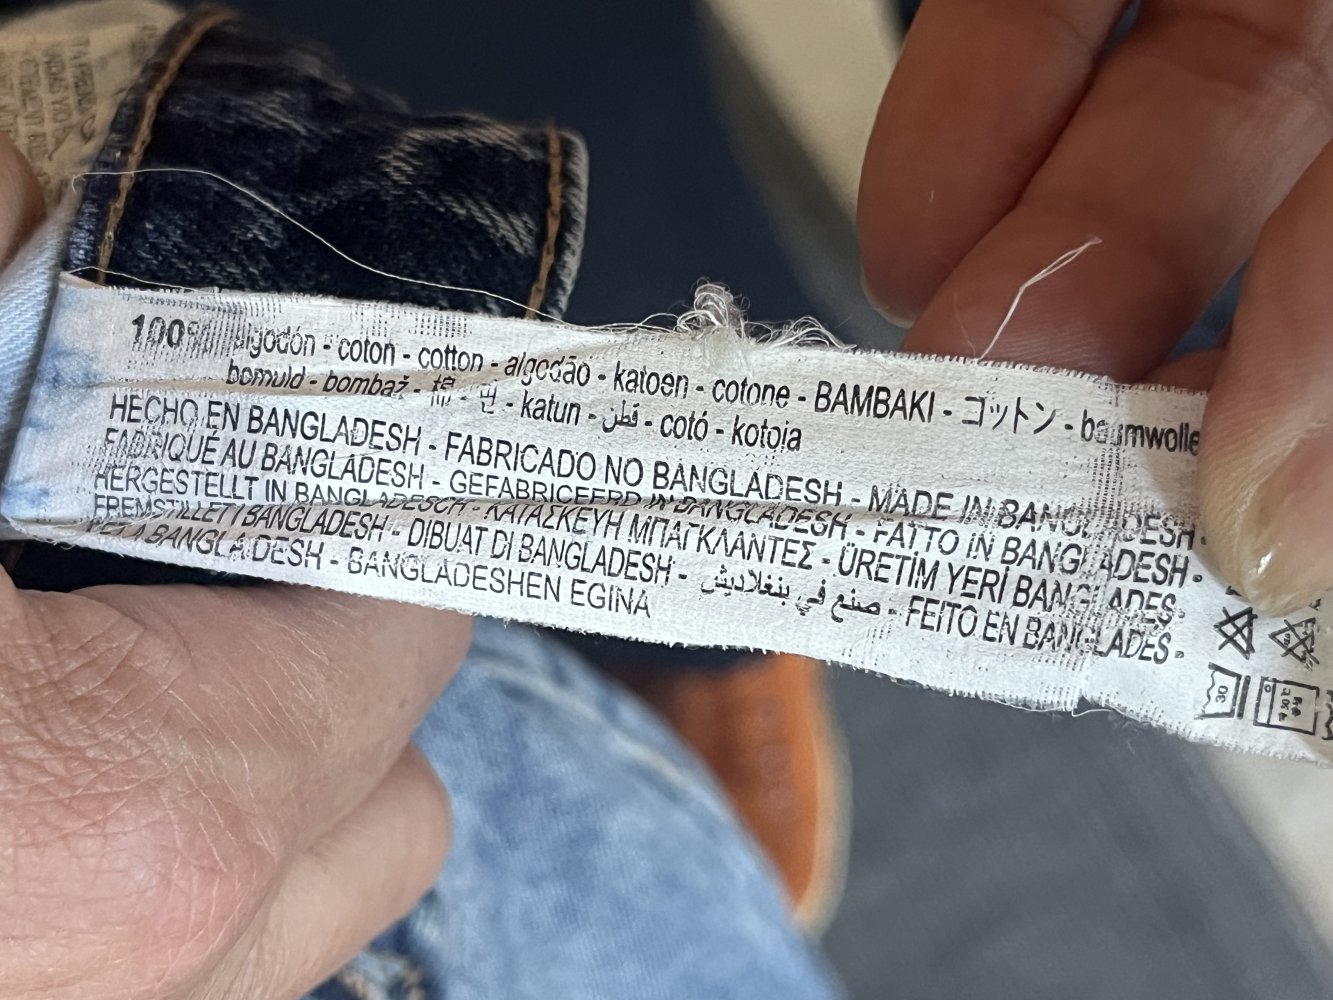 100% algodón - coton - cotton - algodão - katoen - cotone - BAMBAKI - コットン - baumwolle
bomuld - bombaž - 棉 - 면 - katun - قطن - cotó - kotoia
HECHO EN BANGLADESH - FABRICADO NO BANGLADESH - MADE IN BANGLADESH -
FABRIQUÉ AU BANGLADESH - GEFABRICEERD IN BANGLADESH - FATTO IN BANGLADESH -
HERGESTELLT IN BANGLADESCH - ΚΑΤΑΣΚΕΥΗ ΜΠΑΓΚΛΑΝΤΕΣ - ÜRETİM YERİ BANGLADES -
FREMSTILLET I BANGLADESH - DIBUAT DI BANGLADESH - صنع في بنغلاديش - FEITO EN BANGLADES -
BANGLADESH - BANGLADESHEN EGINA
30